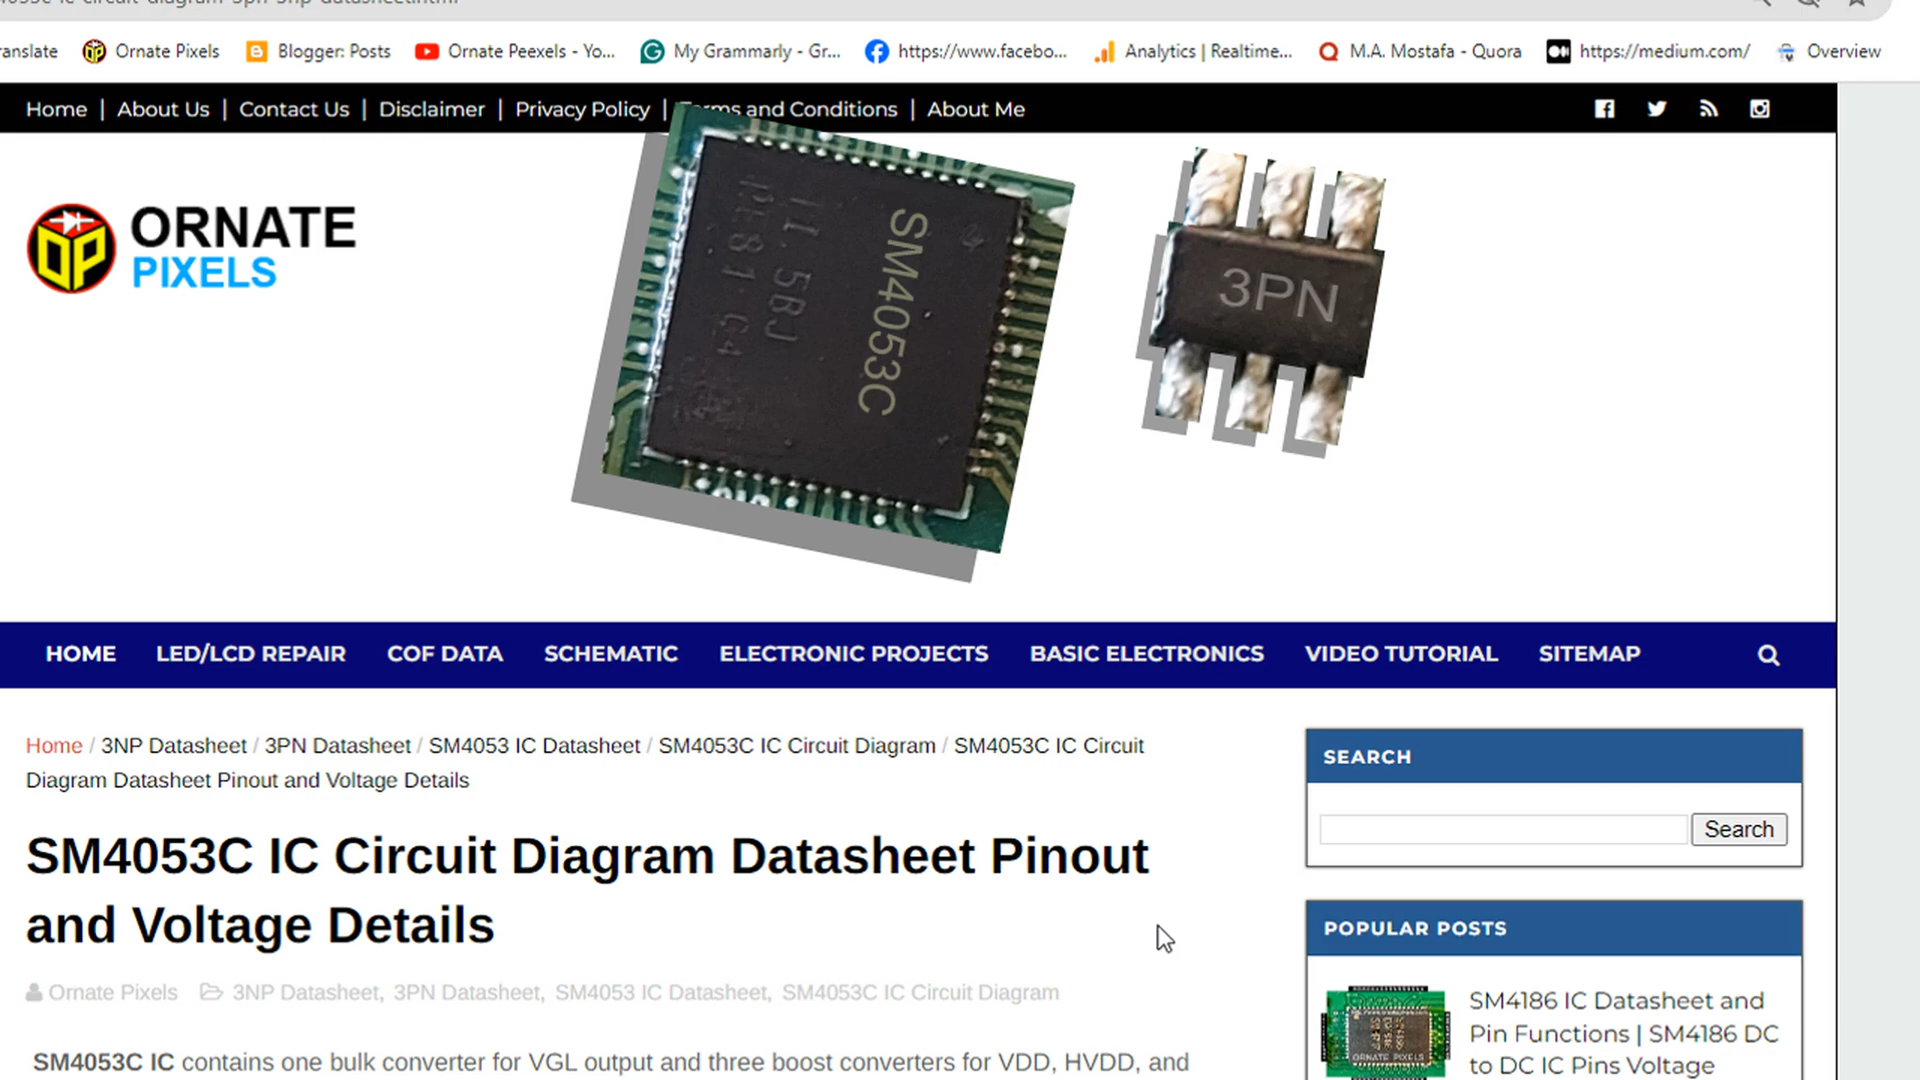 ranslate Ornate Pixels Blogger: Posts Ornate Peexels - Yo... My Grammarly - Gr... https://www.facebo... Analytics | Realtime... M.A. Mostafa - Quora https://medium.com/ Overview
Home | About Us | Contact Us | Disclaimer | Privacy Policy | Terms and Conditions | About Me
ORNATE
PIXELS
SM4053C
3PN
HOME LED/LCD REPAIR COF DATA SCHEMATIC ELECTRONIC PROJECTS BASIC ELECTRONICS VIDEO TUTORIAL SITEMAP
Home / 3NP Datasheet / 3PN Datasheet / SM4053 IC Datasheet / SM4053C IC Circuit Diagram / SM4053C IC Circuit
Diagram Datasheet Pinout and Voltage Details
SM4053C IC Circuit Diagram Datasheet Pinout
and Voltage Details
Ornate Pixels 3NP Datasheet, 3PN Datasheet, SM4053 IC Datasheet, SM4053C IC Circuit Diagram
SM4053C IC contains one bulk converter for VGL output and three boost converters for VDD, HVDD, and
SEARCH
Search
POPULAR POSTS
SM4186 IC Datasheet and
Pin Functions | SM4186 DC
to DC IC Pins Voltage
ORNATE PIXELS